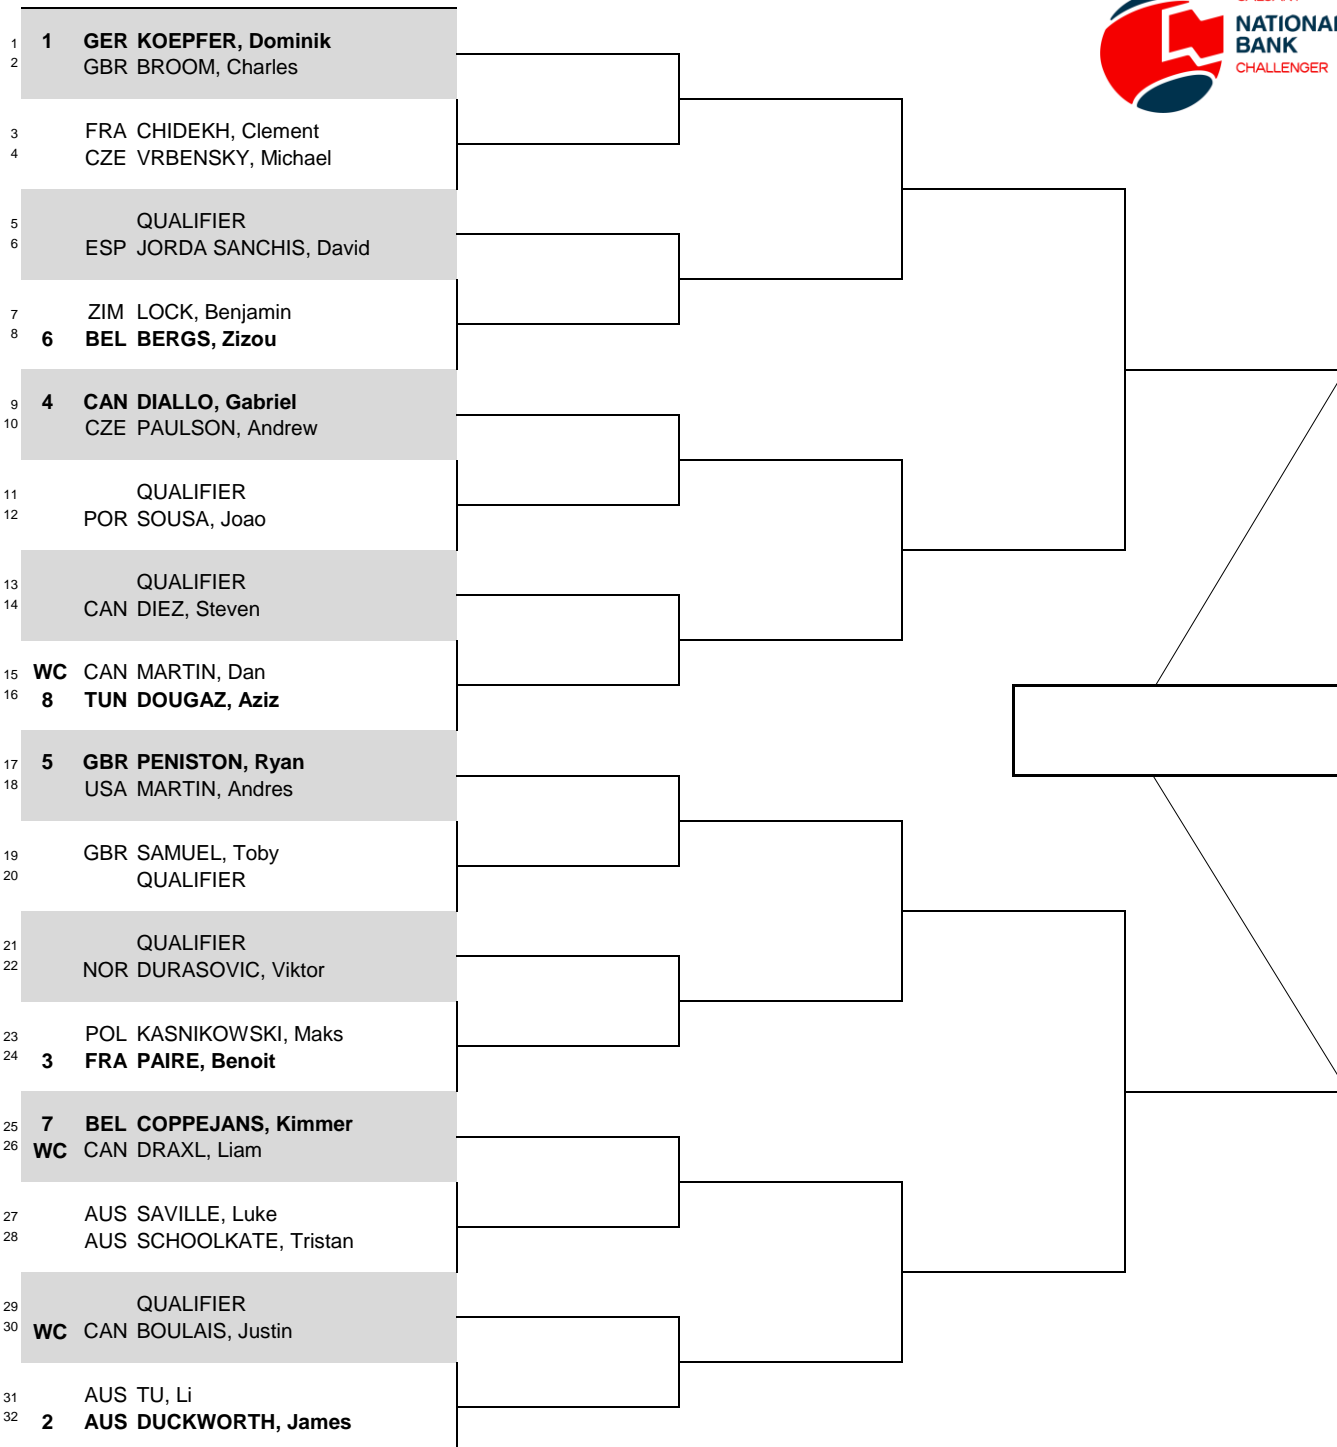 NATIONAL
BANK
CHALLENGER
1 1 GER KOEPFER, Dominik
2 GBR BROOM, Charles
3 FRA CHIDEKH, Clement
4 CZE VRBENSKY, Michael
5 QUALIFIER
6 ESP JORDA SANCHIS, David
7 ZIM LOCK, Benjamin
8 6 BEL BERGS, Zizou
9 4 CAN DIALLO, Gabriel
10 CZE PAULSON, Andrew
11 QUALIFIER
12 POR SOUSA, Joao
13 QUALIFIER
14 CAN DIEZ, Steven
15 WC CAN MARTIN, Dan
16 8 TUN DOUGAZ, Aziz
17 5 GBR PENISTON, Ryan
18 USA MARTIN, Andres
19 GBR SAMUEL, Toby
20 QUALIFIER
21 QUALIFIER
22 NOR DURASOVIC, Viktor
23 POL KASNIKOWSKI, Maks
24 3 FRA PAIRE, Benoit
25 7 BEL COPPEJANS, Kimmer
26 WC CAN DRAXL, Liam
27 AUS SAVILLE, Luke
28 AUS SCHOOLKATE, Tristan
29 QUALIFIER
30 WC CAN BOULAIS, Justin
31 AUS TU, Li
32 2 AUS DUCKWORTH, James